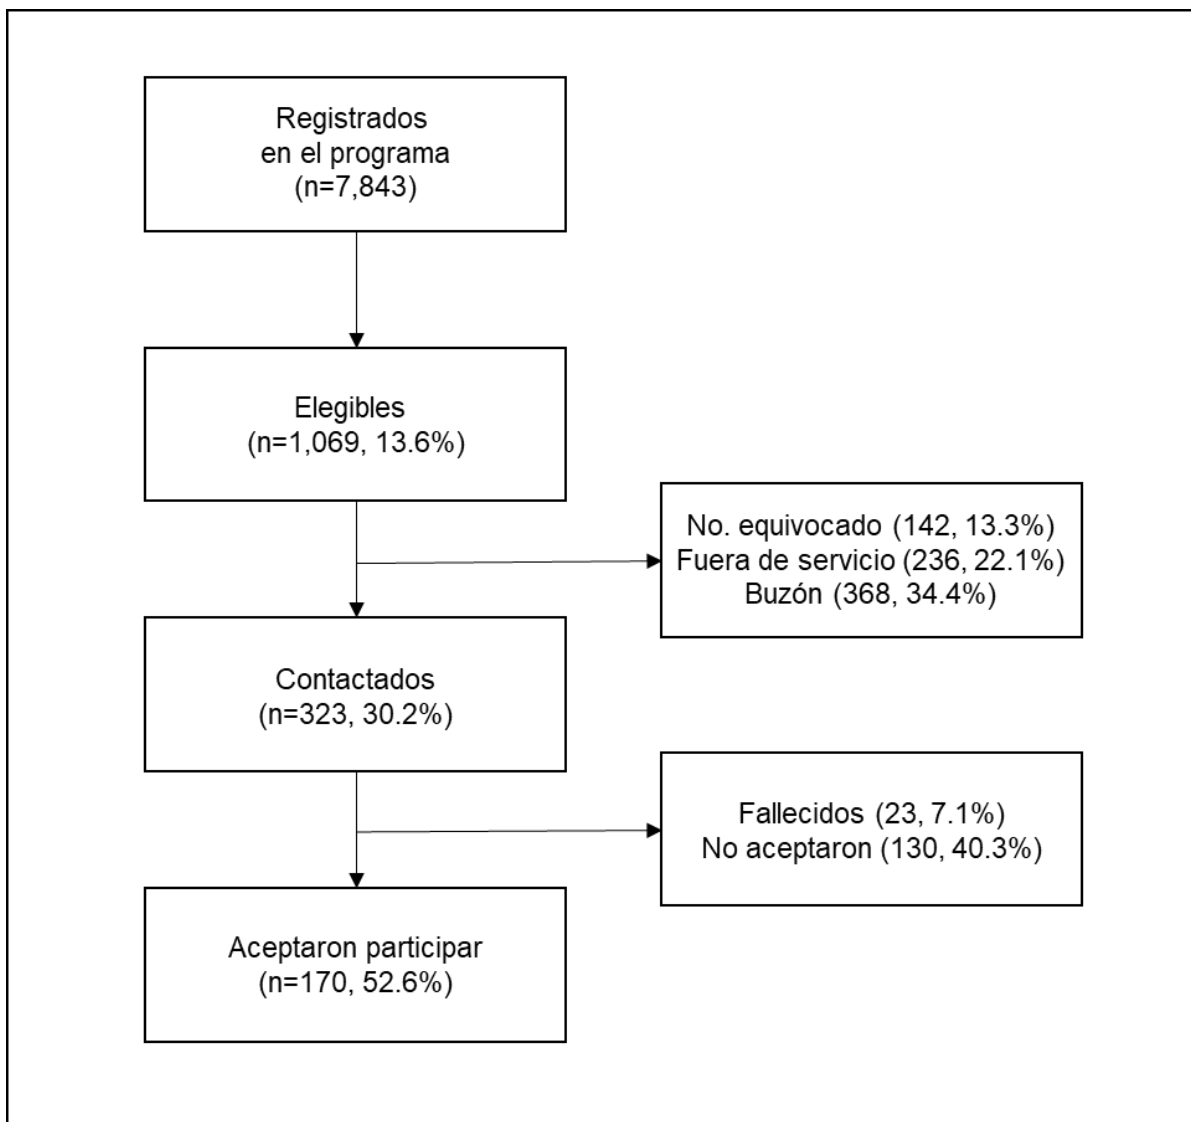 Registrados
en el programa
(n=7,843)
Elegibles
(n=1,069, 13.6%)
No. equivocado (142, 13.3%)
Fuera de servicio (236, 22.1%)
Buzón (368, 34.4%)
Contactados
(n=323, 30.2%)
Fallecidos (23, 7.1%)
No aceptaron (130, 40.3%)
Aceptaron participar
(n=170, 52.6%)